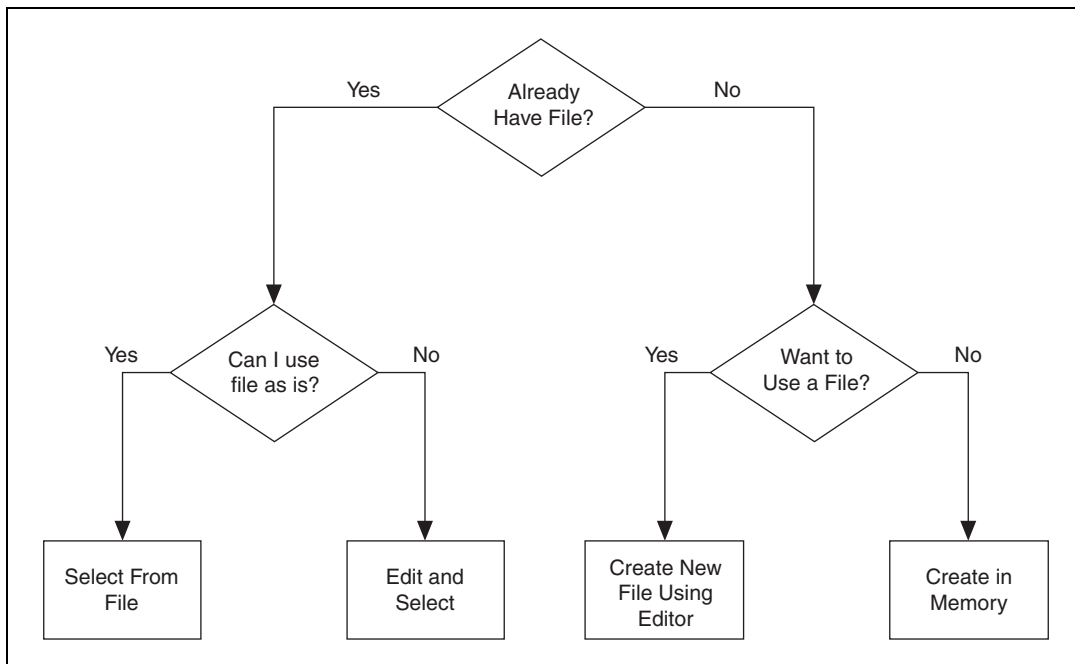 Already
Have File?
Yes
No
Can I use
file as is?
Yes
No
Want to
Use a File?
Yes
No
Select From
File
Edit and
Select
Create New
File Using
Editor
Create in
Memory